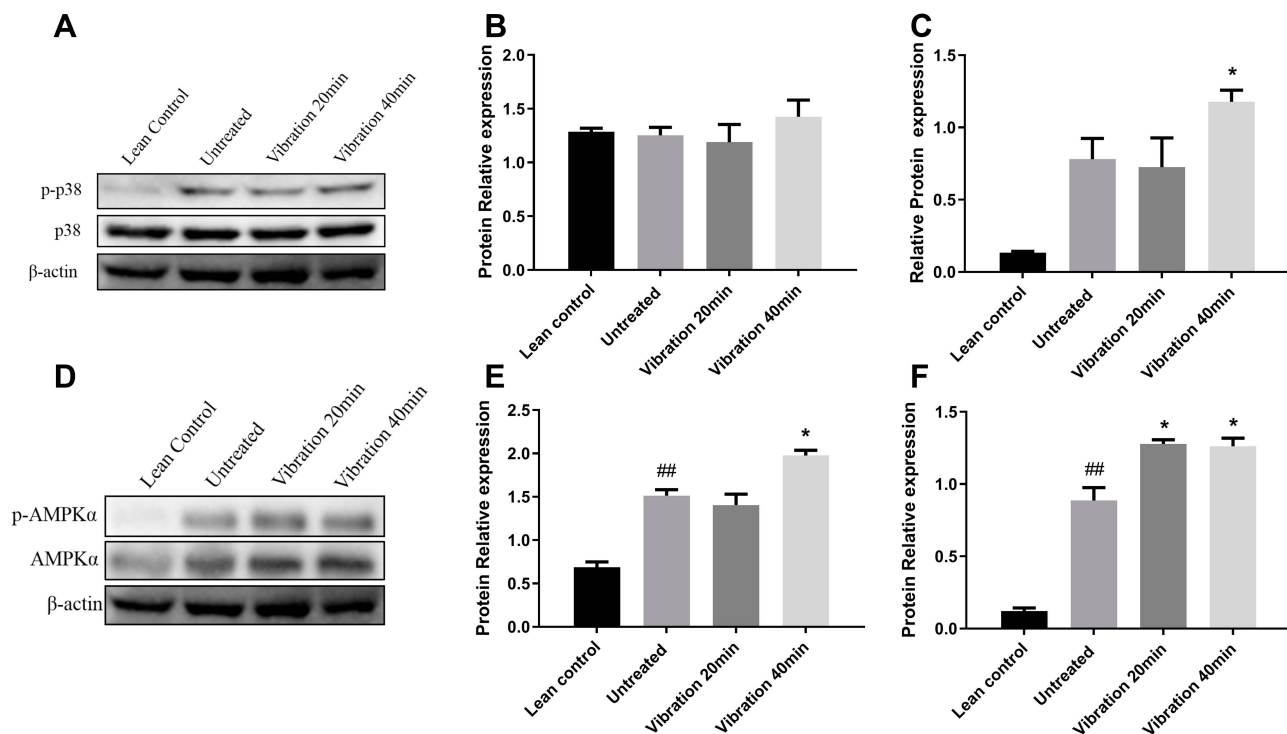 A
Lean Control
Untreated
Vibration 20min
Vibration 40min
p-p38
p38
β-actin
B
Protein Relative expression
2.0
1.5
1.0
0.5
0.0
Lean control
Untreated
Vibration 20min
Vibration 40min
C
Relative Protein expression
1.5
1.0
0.5
0.0
*
Lean control
Untreated
Vibration 20min
Vibration 40min
D
Lean Control
Untreated
Vibration 20min
Vibration 40min
p-AMPKα
AMPKα
β-actin
E
Protein Relative expression
2.5
2.0
1.5
1.0
0.5
0.0
##
*
Lean control
Untreated
Vibration 20min
Vibration 40min
F
Protein Relative expression
1.5
1.0
0.5
0.0
##
*
*
Lean control
Untreated
Vibration 20min
Vibration 40min